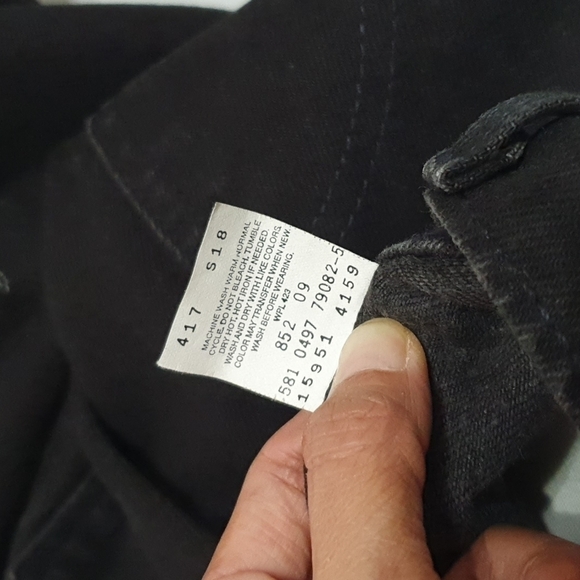 417 S18
MACHINE WASH WARM NORMAL
CYCLE. DO NOT BLEACH. TUMBLE
DRY HOT. HOT IRON IF NEEDED.
WASH AND DRY WITH LIKE COLORS.
COLOR MAY TRANSFER WHEN NEW.
WASH BEFORE WEARING.
WPL 423
852 09
581 0497 79082-5
15951 4159